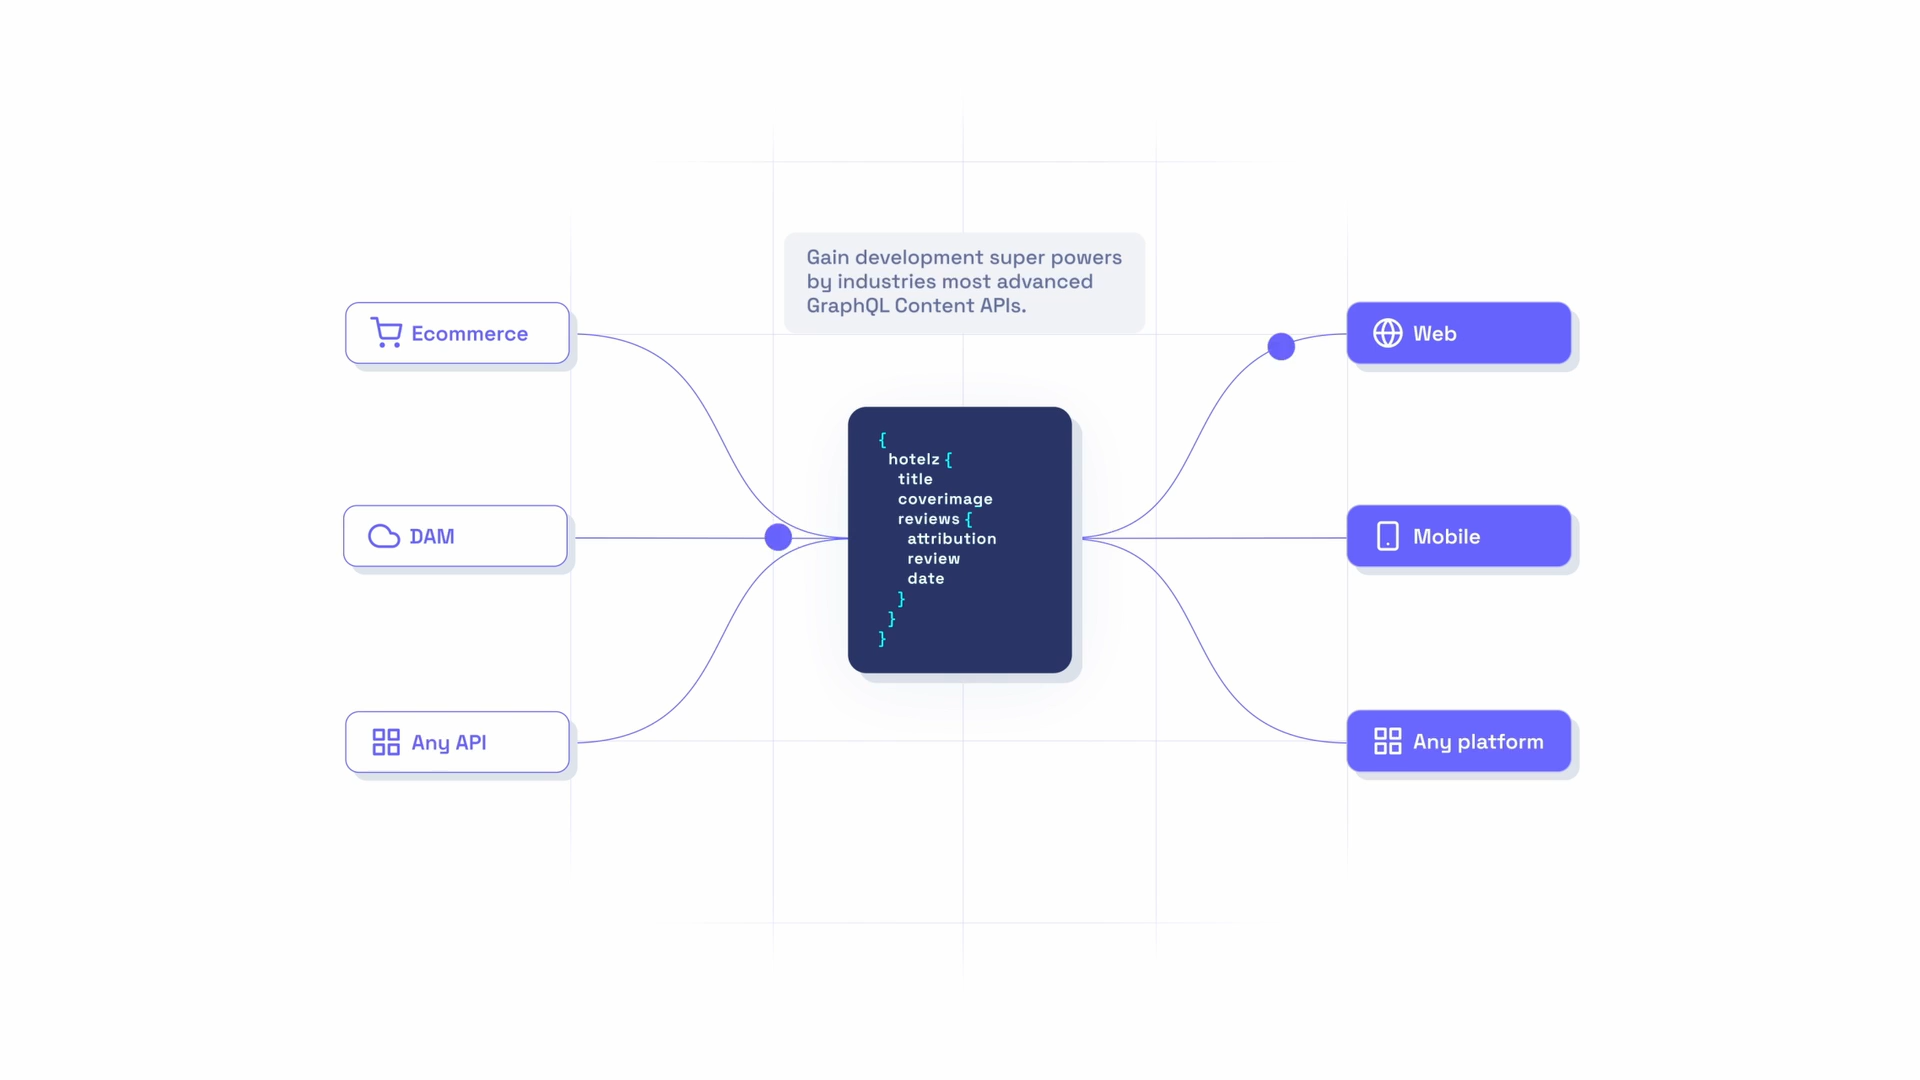 Gain development super powers
by industries most advanced
GraphQL Content APIs.
Ecommerce
DAM
Any API
{
hotelz {
title
coverimage
reviews {
attribution
review
date
}
}
}
Web
Mobile
Any platform